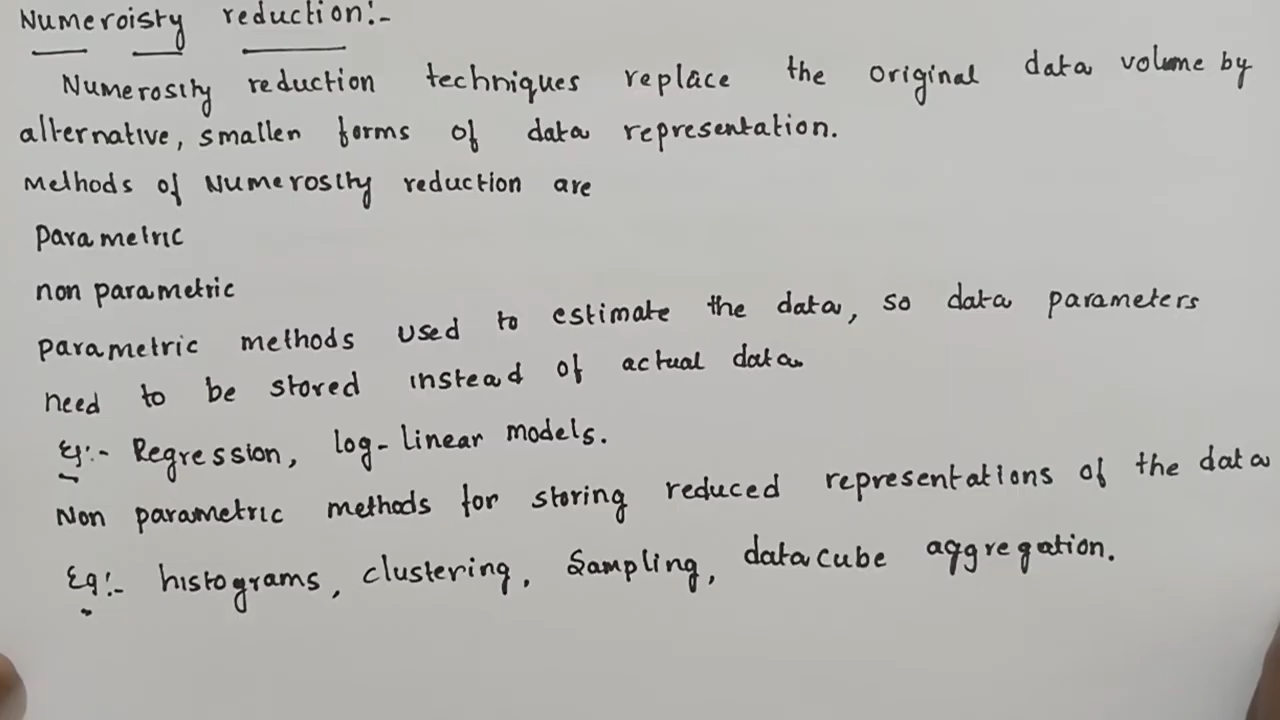 Numeroisty reduction:-
Numerosity reduction techniques replace the original data volume by
alternative, smaller forms of data representation.
Methods of Numerosity reduction are
parametric
non parametric
parametric methods used to estimate the data, so data parameters
need to be stored instead of actual data
Eg:- Regression, log-linear models.
Non parametric methods for storing reduced representations of the data
Eg:- histograms, clustering, Sampling, datacube aggregation.